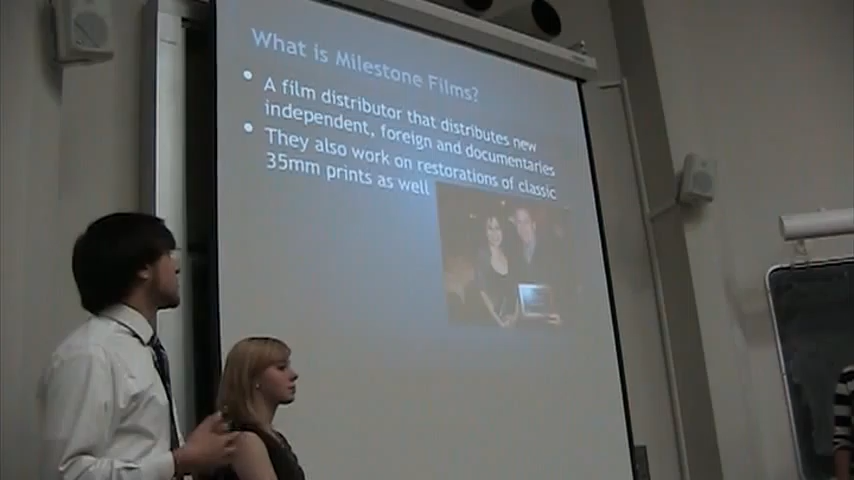 What is Milestone Films?
• A film distributor that distributes new
independent, foreign and documentaries
• They also work on restorations of classic
35mm prints as well